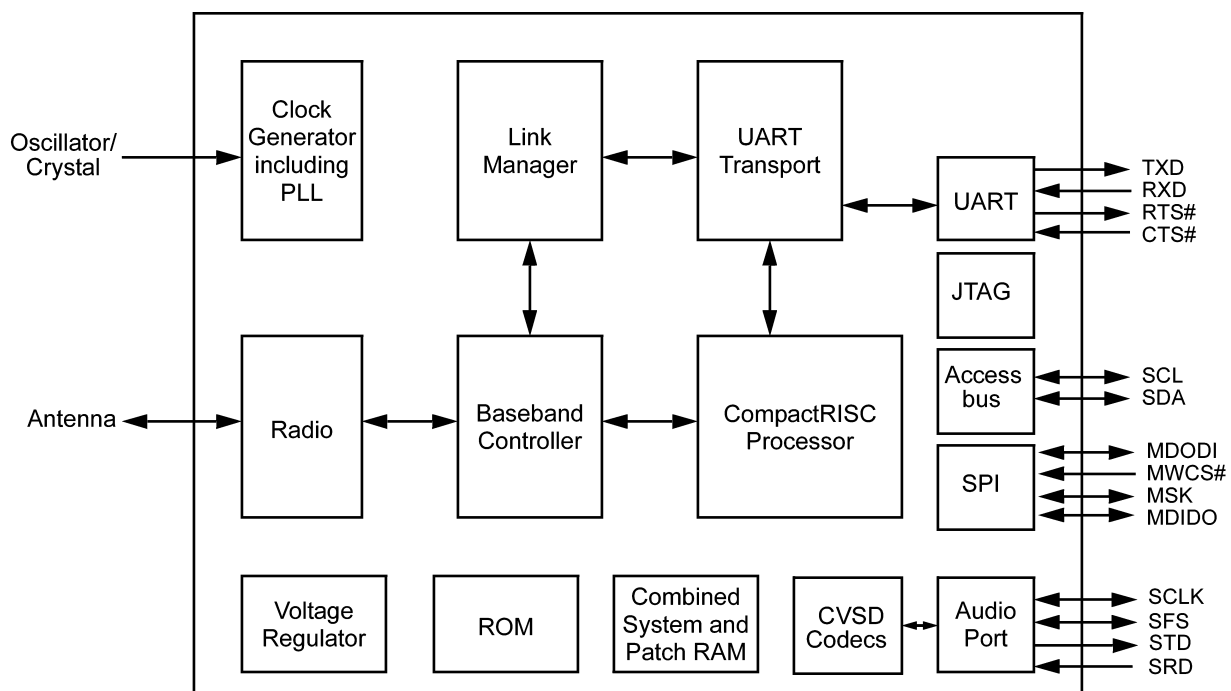 Oscillator/
Crystal
Clock
Generator
including
PLL
Link
Manager
UART
Transport
UART
TXD
RXD
RTS#
CTS#
JTAG
Antenna
Radio
Baseband
Controller
CompactRISC
Processor
Access
bus
SCL
SDA
SPI
MDODI
MWCS#
MSK
MDIDO
Voltage
Regulator
ROM
Combined
System and
Patch RAM
CVSD
Codecs
Audio
Port
SCLK
SFS
STD
SRD